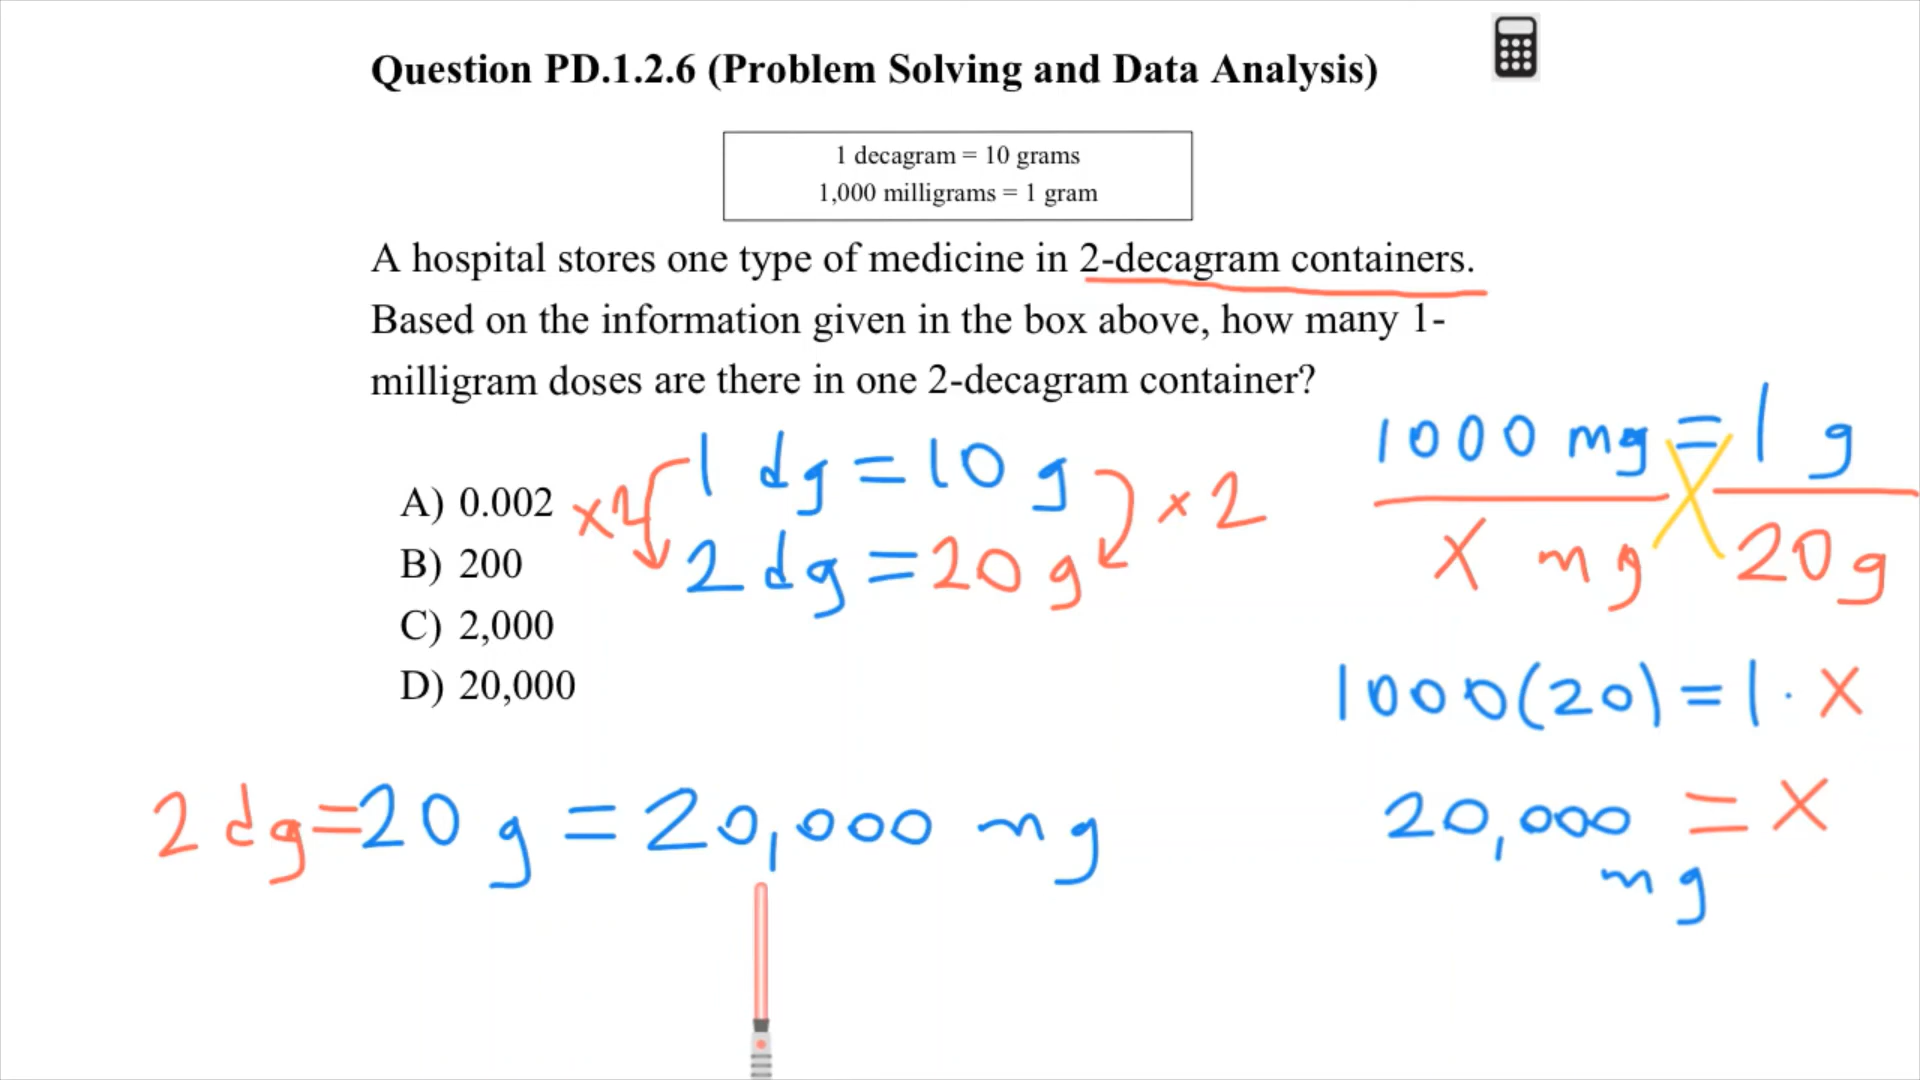 Question PD.1.2.6 (Problem Solving and Data Analysis)
1 decagram = 10 grams
1,000 milligrams = 1 gram
A hospital stores one type of medicine in 2-decagram containers.
Based on the information given in the box above, how many 1-
milligram doses are there in one 2-decagram container?
A) 0.002
B) 200
C) 2,000
D) 20,000
1 dg = 10 g
×2
×2
2 dg = 20 g
1000 mg = 1 g
x mg 20 g
1000(20) = 1 · x
20,000 = x
mg
2 dg = 20 g = 20,000 mg